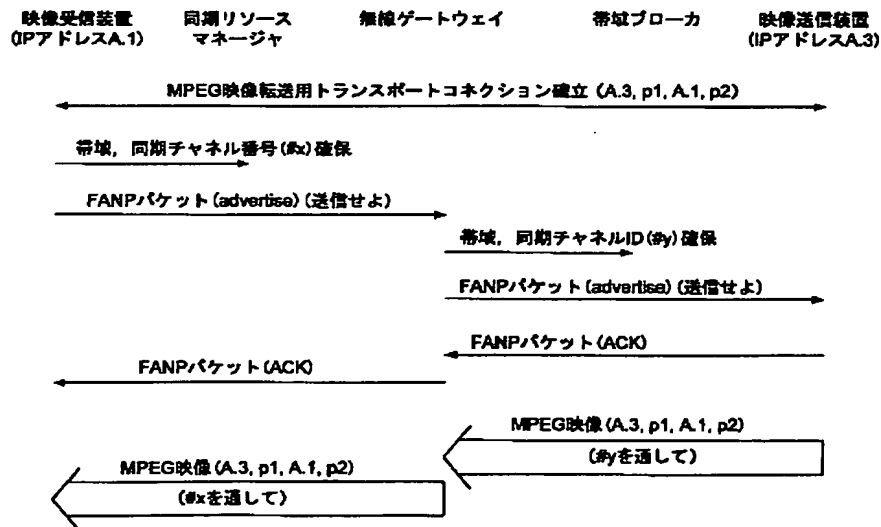 映像受信装置
(IPアドレスA.1)
同期リソース
マネージャ
無線ゲートウェイ
帯域ブローカ
映像送信装置
(IPアドレスA.3)
MPEG映像転送用トランスポートコネクション確立 (A.3, p1, A.1, p2)
帯域, 同期チャネル番号(#x)確保
FANPパケット(advertise) (送信せよ)
帯域, 同期チャネルID(#y)確保
FANPパケット(advertise) (送信せよ)
FANPパケット(ACK)
FANPパケット(ACK)
MPEG映像(A.3, p1, A.1, p2)
(#yを通して)
MPEG映像(A.3, p1, A.1, p2)
(#xを通して)